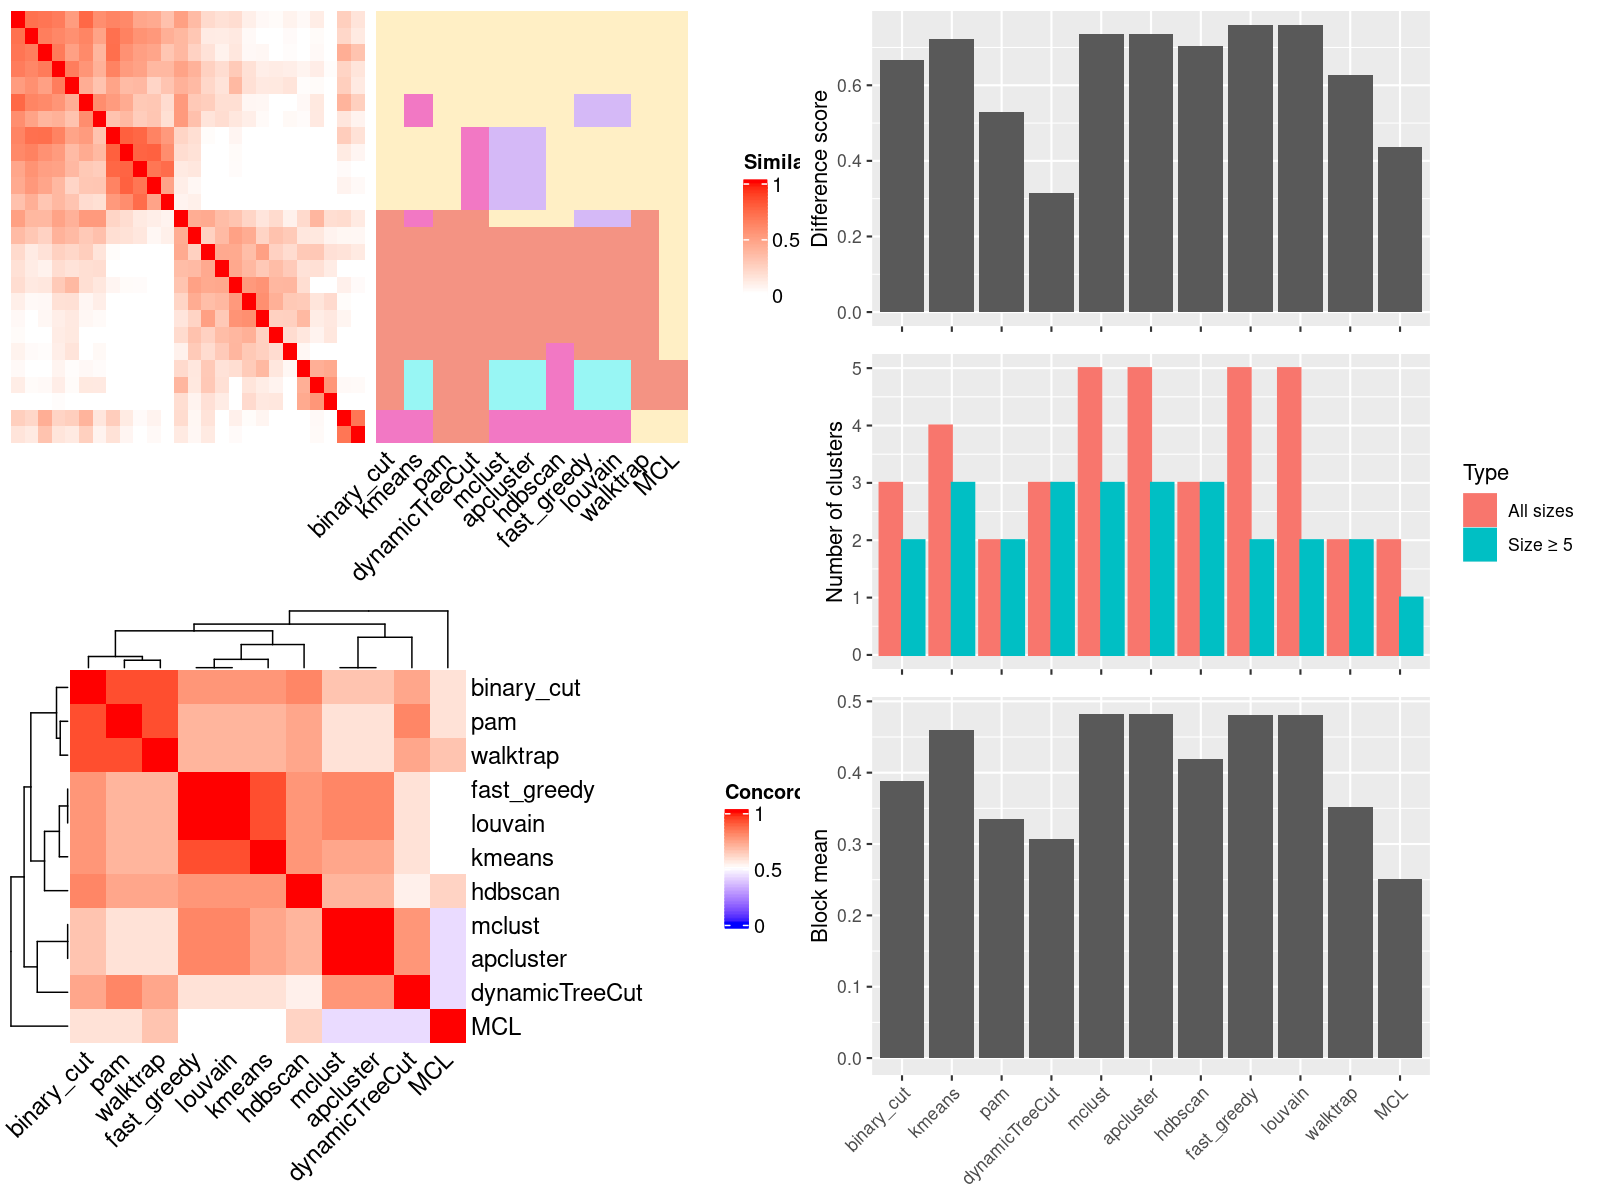 Simila
1
0.5
0
binary_cut
kmeans
pam
dynamicTreeCut
mclust
apcluster
hdbscan
fast_greedy
louvain
walktrap
MCL
binary_cut
pam
walktrap
fast_greedy
louvain
kmeans
hdbscan
mclust
apcluster
dynamicTreeCut
MCL
binary_cut
pam
walktrap
fast_greedy
louvain
kmeans
hdbscan
mclust
apcluster
dynamicTreeCut
MCL
Concord
1
0.5
0
Difference score
0.6
0.4
0.2
0.0
Number of clusters
5
4
3
2
1
0
Type
All sizes
Size ≥ 5
Block mean
0.5
0.4
0.3
0.2
0.1
0.0
binary_cut
kmeans
pam
dynamicTreeCut
mclust
apcluster
hdbscan
fast_greedy
louvain
walktrap
MCL